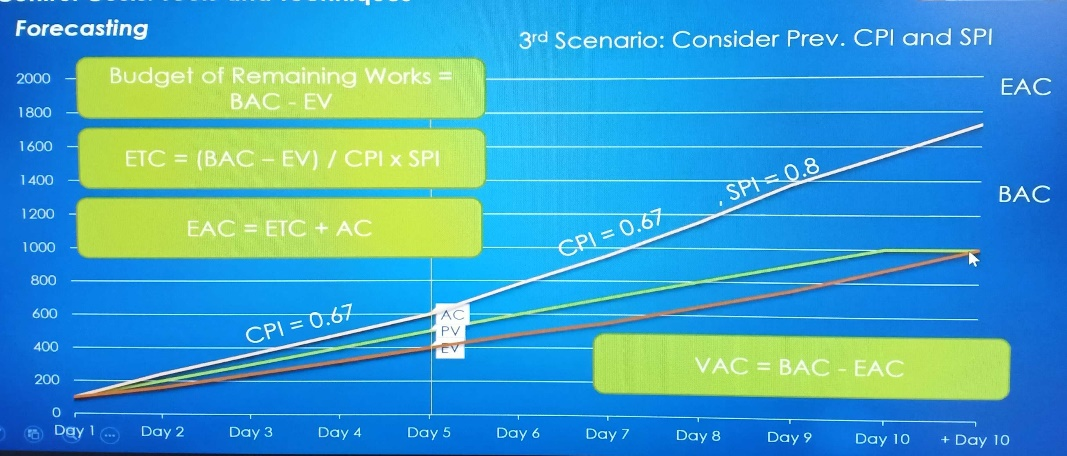 Forecasting
3rd Scenario: Consider Prev. CPI and SPI
Budget of Remaining Works =
BAC - EV
ETC = (BAC – EV) / CPI x SPI
EAC = ETC + AC
2000
1800
1600
1400
1200
1000
800
600
400
200
0
EAC
BAC
CPI = 0.67
CPI = 0.67
, SPI = 0.8
AC
PV
EV
VAC = BAC - EAC
Day 1
Day 2
Day 3
Day 4
Day 5
Day 6
Day 7
Day 8
Day 9
Day 10
+ Day 10